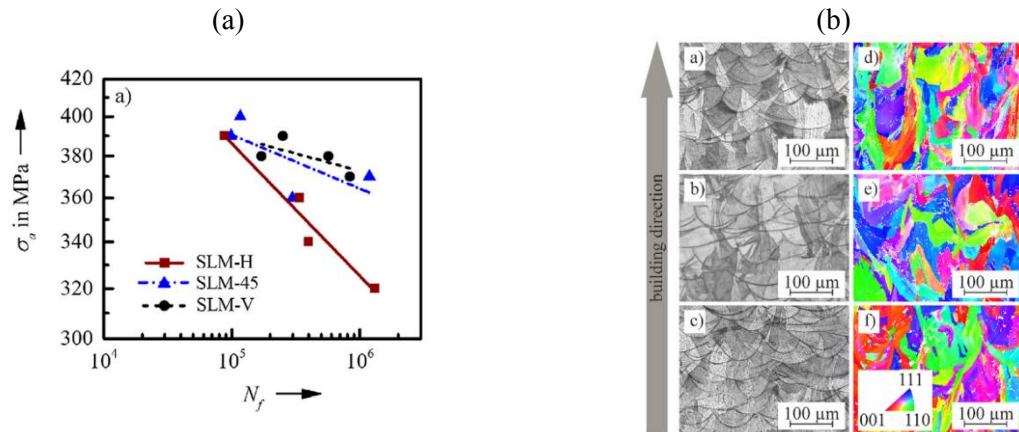 (a)
420
400
380
360
340
320
300
σa in MPa
a)
SLM-H
SLM-45
SLM-V
10^4
10^5
10^6
Nf
(b)
building direction
a)
100 µm
d)
100 µm
b)
100 µm
e)
100 µm
c)
100 µm
f)
111
001
110
100 µm